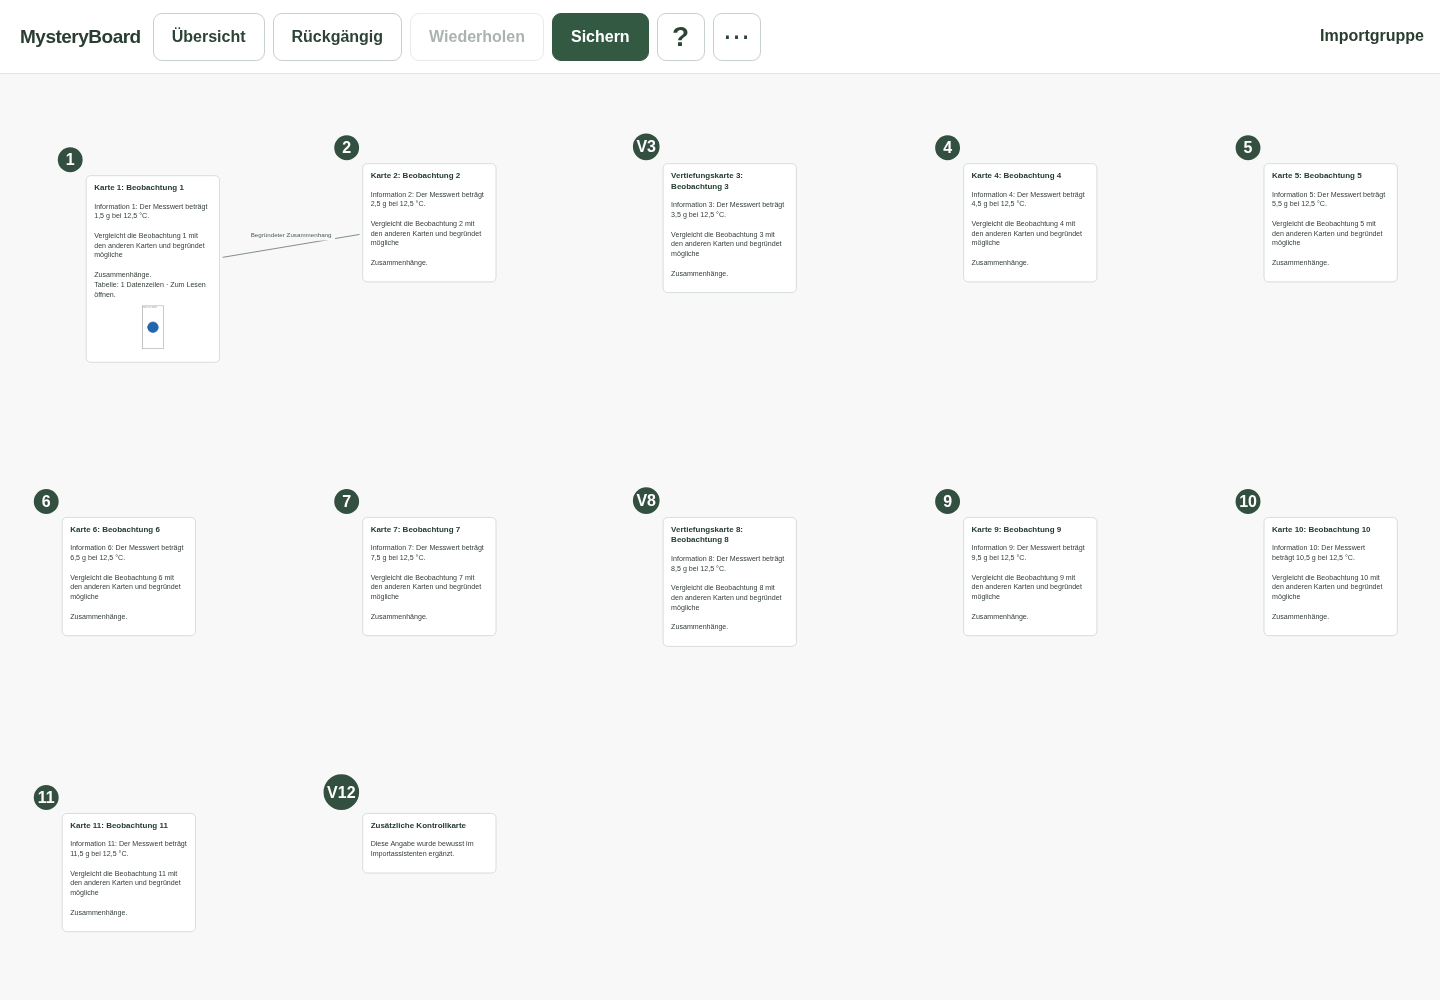 MysteryBoard
Übersicht
Rückgängig
Wiederholen
Sichern
?
...
Importgruppe
1
Karte 1: Beobachtung 1
Information 1: Der Messwert beträgt
1,5 g bei 12,5 °C.
Vergleicht die Beobachtung 1 mit
den anderen Karten und begründet
mögliche
Zusammenhänge.
Tabelle: 1 Datenzeilen · Zum Lesen
öffnen.
Begründeter Zusammenhang
2
Karte 2: Beobachtung 2
Information 2: Der Messwert beträgt
2,5 g bei 12,5 °C.
Vergleicht die Beobachtung 2 mit
den anderen Karten und begründet
mögliche
Zusammenhänge.
V3
Vertiefungskarte 3:
Beobachtung 3
Information 3: Der Messwert beträgt
3,5 g bei 12,5 °C.
Vergleicht die Beobachtung 3 mit
den anderen Karten und begründet
mögliche
Zusammenhänge.
4
Karte 4: Beobachtung 4
Information 4: Der Messwert beträgt
4,5 g bei 12,5 °C.
Vergleicht die Beobachtung 4 mit
den anderen Karten und begründet
mögliche
Zusammenhänge.
5
Karte 5: Beobachtung 5
Information 5: Der Messwert beträgt
5,5 g bei 12,5 °C.
Vergleicht die Beobachtung 5 mit
den anderen Karten und begründet
mögliche
Zusammenhänge.
6
Karte 6: Beobachtung 6
Information 6: Der Messwert beträgt
6,5 g bei 12,5 °C.
Vergleicht die Beobachtung 6 mit
den anderen Karten und begründet
mögliche
Zusammenhänge.
7
Karte 7: Beobachtung 7
Information 7: Der Messwert beträgt
7,5 g bei 12,5 °C.
Vergleicht die Beobachtung 7 mit
den anderen Karten und begründet
mögliche
Zusammenhänge.
V8
Vertiefungskarte 8:
Beobachtung 8
Information 8: Der Messwert beträgt
8,5 g bei 12,5 °C.
Vergleicht die Beobachtung 8 mit
den anderen Karten und begründet
mögliche
Zusammenhänge.
9
Karte 9: Beobachtung 9
Information 9: Der Messwert beträgt
9,5 g bei 12,5 °C.
Vergleicht die Beobachtung 9 mit
den anderen Karten und begründet
mögliche
Zusammenhänge.
10
Karte 10: Beobachtung 10
Information 10: Der Messwert
beträgt 10,5 g bei 12,5 °C.
Vergleicht die Beobachtung 10 mit
den anderen Karten und begründet
mögliche
Zusammenhänge.
11
Karte 11: Beobachtung 11
Information 11: Der Messwert beträgt
11,5 g bei 12,5 °C.
Vergleicht die Beobachtung 11 mit
den anderen Karten und begründet
mögliche
Zusammenhänge.
V12
Zusätzliche Kontrollkarte
Diese Angabe wurde bewusst im
Importassistenten ergänzt.